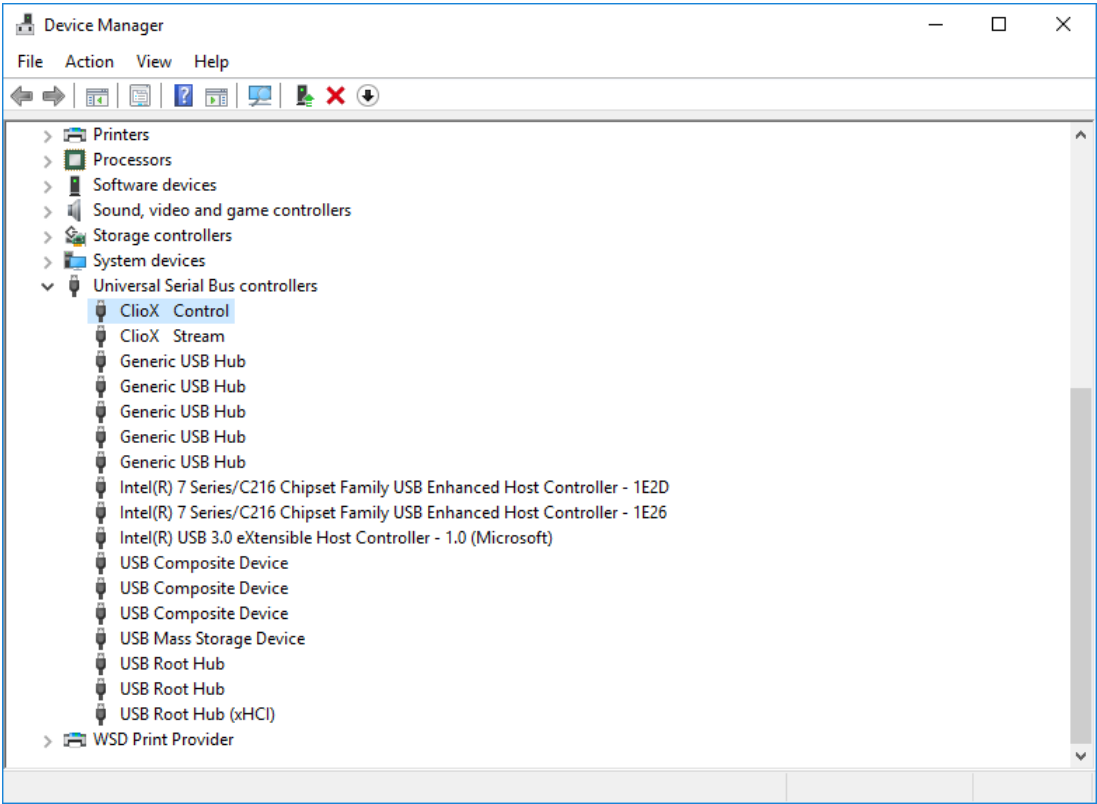 Device Manager
File Action View Help
Printers
Processors
Software devices
Sound, video and game controllers
Storage controllers
System devices
Universal Serial Bus controllers
ClioX Control
ClioX Stream
Generic USB Hub
Generic USB Hub
Generic USB Hub
Generic USB Hub
Generic USB Hub
Intel(R) 7 Series/C216 Chipset Family USB Enhanced Host Controller - 1E2D
Intel(R) 7 Series/C216 Chipset Family USB Enhanced Host Controller - 1E26
Intel(R) USB 3.0 eXtensible Host Controller - 1.0 (Microsoft)
USB Composite Device
USB Composite Device
USB Composite Device
USB Mass Storage Device
USB Root Hub
USB Root Hub
USB Root Hub (xHCI)
WSD Print Provider